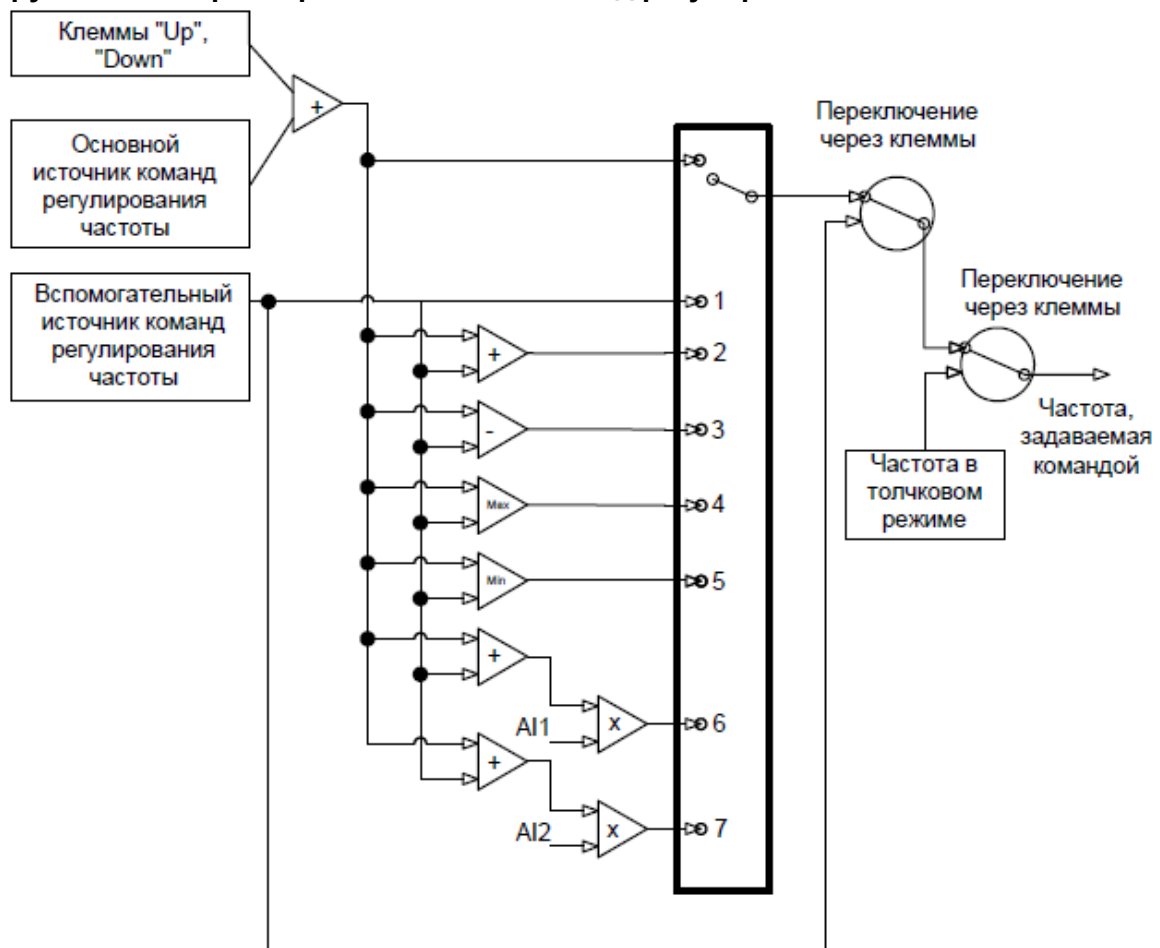 Клеммы "Up",
"Down"
+
Основной
источник команд
регулирования
частоты
Вспомогательный
источник команд
регулирования
частоты
Переключение
через клеммы
Переключение
через клеммы
1
+
2
-
3
Max
4
Min
5
+
AI1
x
6
+
AI2
x
7
Частота в
толчковом
режиме
Частота,
задаваемая
командой